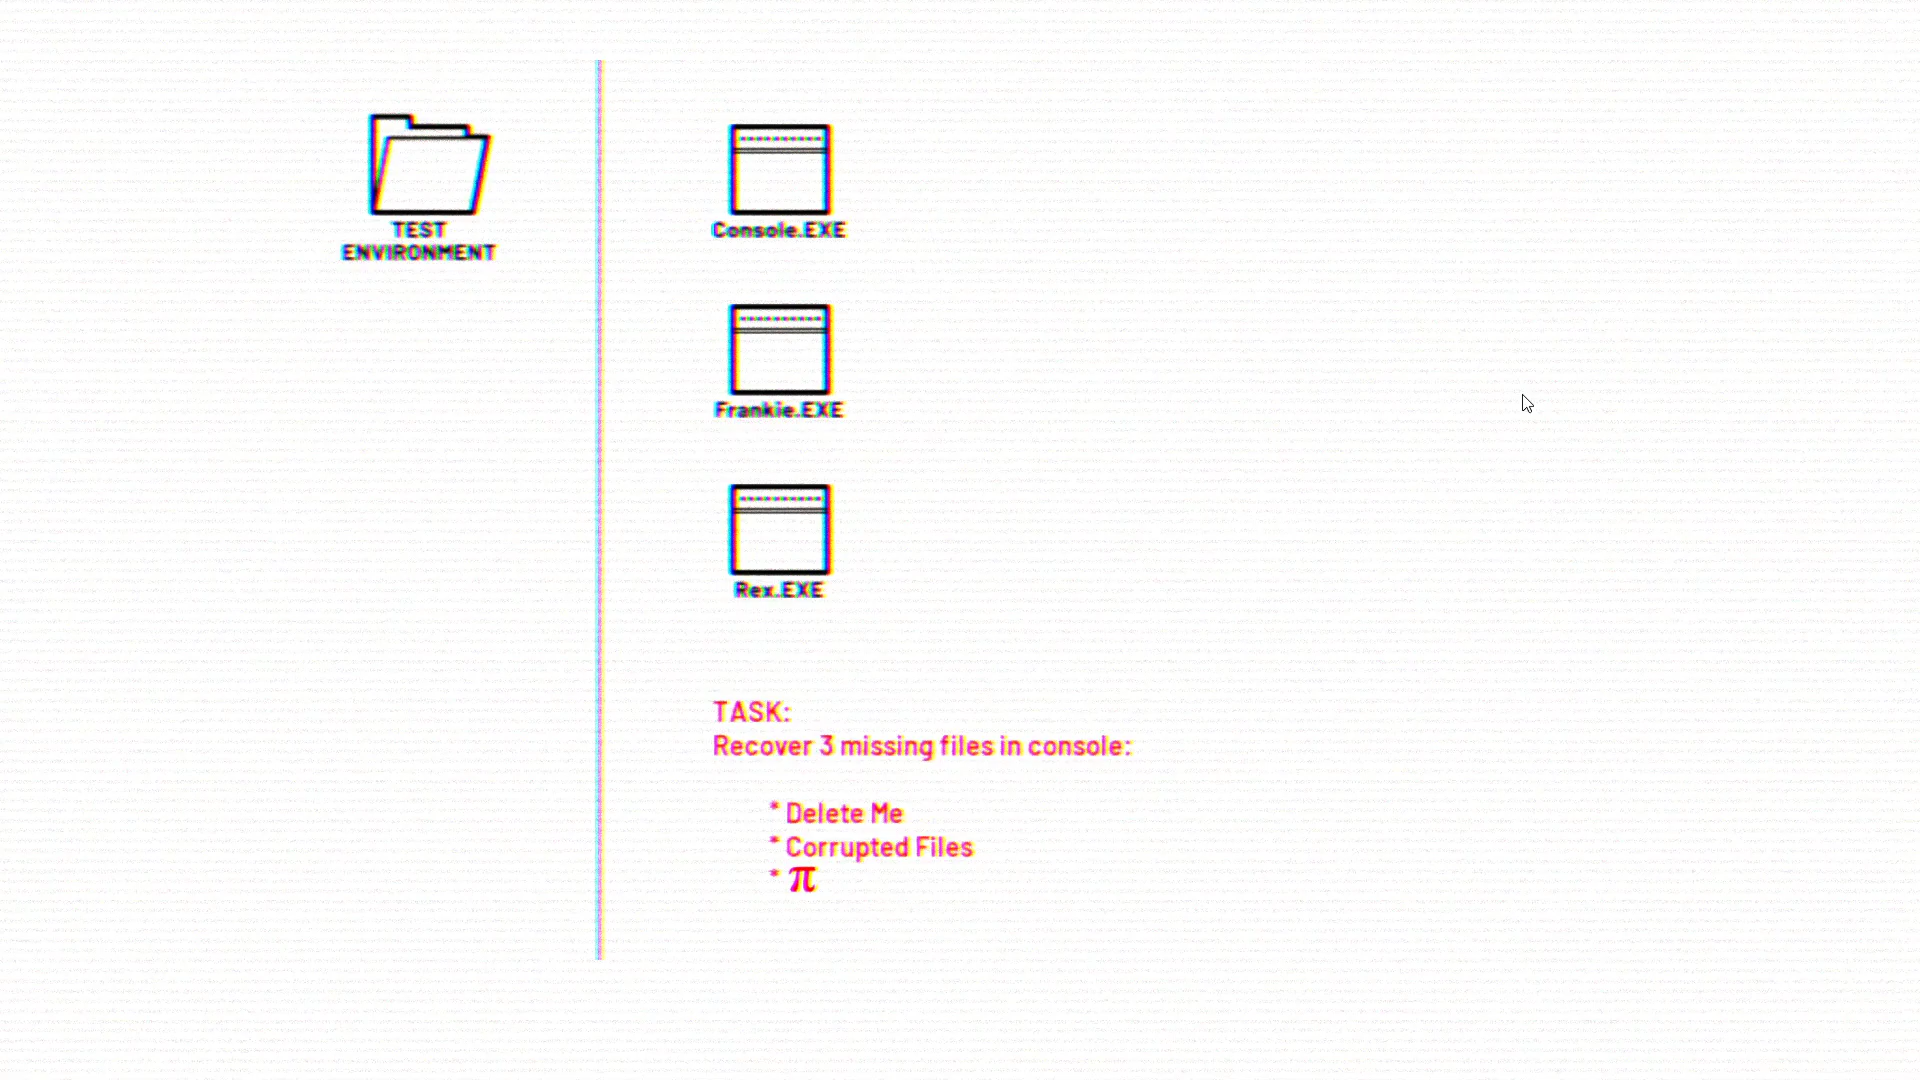 TEST
ENVIRONMENT
Console.EXE
Frankie.EXE
Rex.EXE
TASK:
Recover 3 missing files in console:
* Delete Me
* Corrupted Files
* π